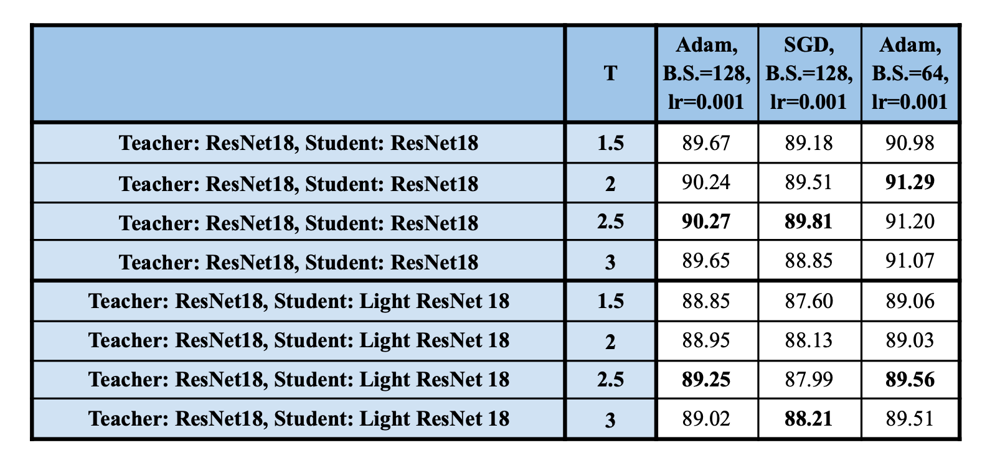 T
Adam,
B.S.=128,
lr=0.001
SGD,
B.S.=128,
lr=0.001
Adam,
B.S.=64,
lr=0.001
Teacher: ResNet18, Student: ResNet18 1.5 89.67 89.18 90.98
Teacher: ResNet18, Student: ResNet18 2 90.24 89.51 91.29
Teacher: ResNet18, Student: ResNet18 2.5 90.27 89.81 91.20
Teacher: ResNet18, Student: ResNet18 3 89.65 88.85 91.07
Teacher: ResNet18, Student: Light ResNet 18 1.5 88.85 87.60 89.06
Teacher: ResNet18, Student: Light ResNet 18 2 88.95 88.13 89.03
Teacher: ResNet18, Student: Light ResNet 18 2.5 89.25 87.99 89.56
Teacher: ResNet18, Student: Light ResNet 18 3 89.02 88.21 89.51